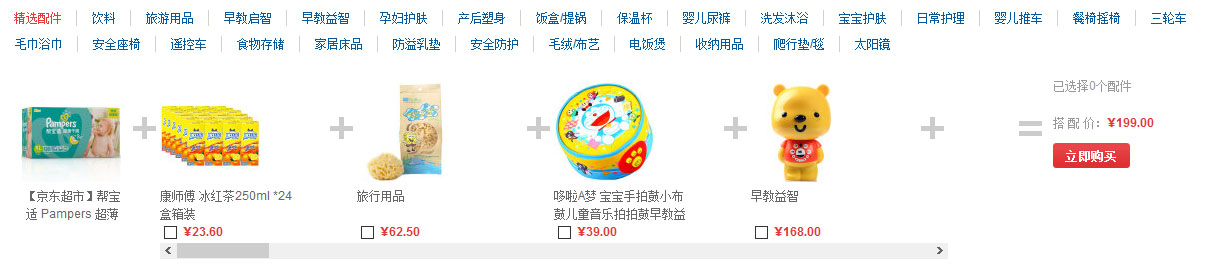 精选配件 饮料 旅游用品 早教启智 早教益智 孕妇护肤 产后塑身 饭盒/提锅 保温杯 婴儿尿裤 洗发沐浴 宝宝护肤 日常护理 婴儿推车 餐椅摇椅 三轮车
毛巾浴巾 安全座椅 遥控车 食物存储 家居床品 防溢乳垫 安全防护 毛绒/布艺 电饭煲 收纳用品 爬行垫/毯 太阳镜
Pampers
帮宝适
【京东超市】帮宝
适 Pampers 超薄
康师傅 冰红茶250ml *24
盒箱装
¥23.60
旅行用品
¥62.50
哆啦A梦 宝宝手拍鼓小布
鼓儿童音乐拍拍鼓早教益
¥39.00
早教益智
¥168.00
已选择0个配件
搭配价：¥199.00
立即购买